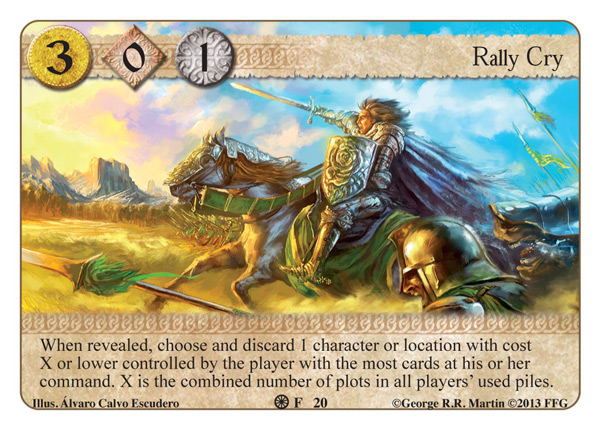 3 0 1 Rally Cry
When revealed, choose and discard 1 character or location with cost
X or lower controlled by the player with the most cards at his or her
command. X is the combined number of plots in all players' used piles.
Illus. Álvaro Calvo Escudero F 20 ©George R.R. Martin ©2013 FFG